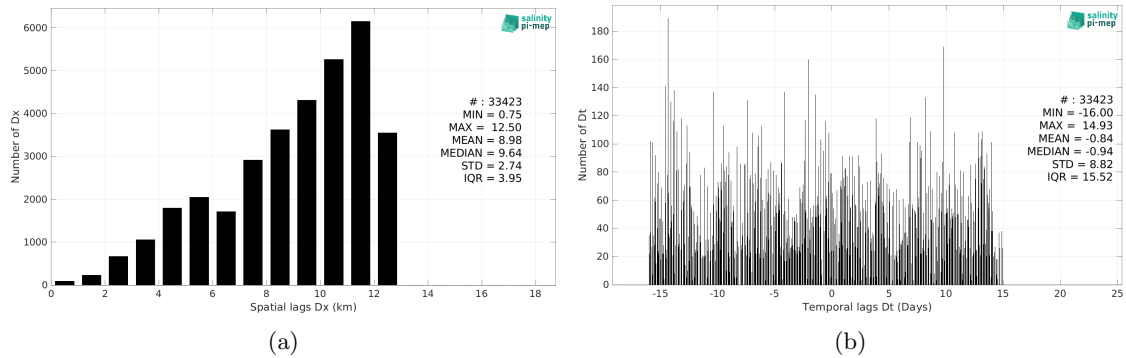 salinity
pi-mep
6000
5000
4000
3000
2000
1000
0
Number of Dx
# : 33423
MIN = 0.75
MAX = 12.50
MEAN = 8.98
MEDIAN = 9.64
STD = 2.74
IQR = 3.95
0 2 4 6 8 10 12 14 16 18
Spatial lags Dx (km)
(a)
salinity
pi-mep
180
160
140
120
100
80
60
40
20
0
Number of Dt
# : 33423
MIN = -16.00
MAX = 14.93
MEAN = -0.84
MEDIAN = -0.94
STD = 8.82
IQR = 15.52
-15 -10 -5 0 5 10 15 20 25
Temporal lags Dt (Days)
(b)